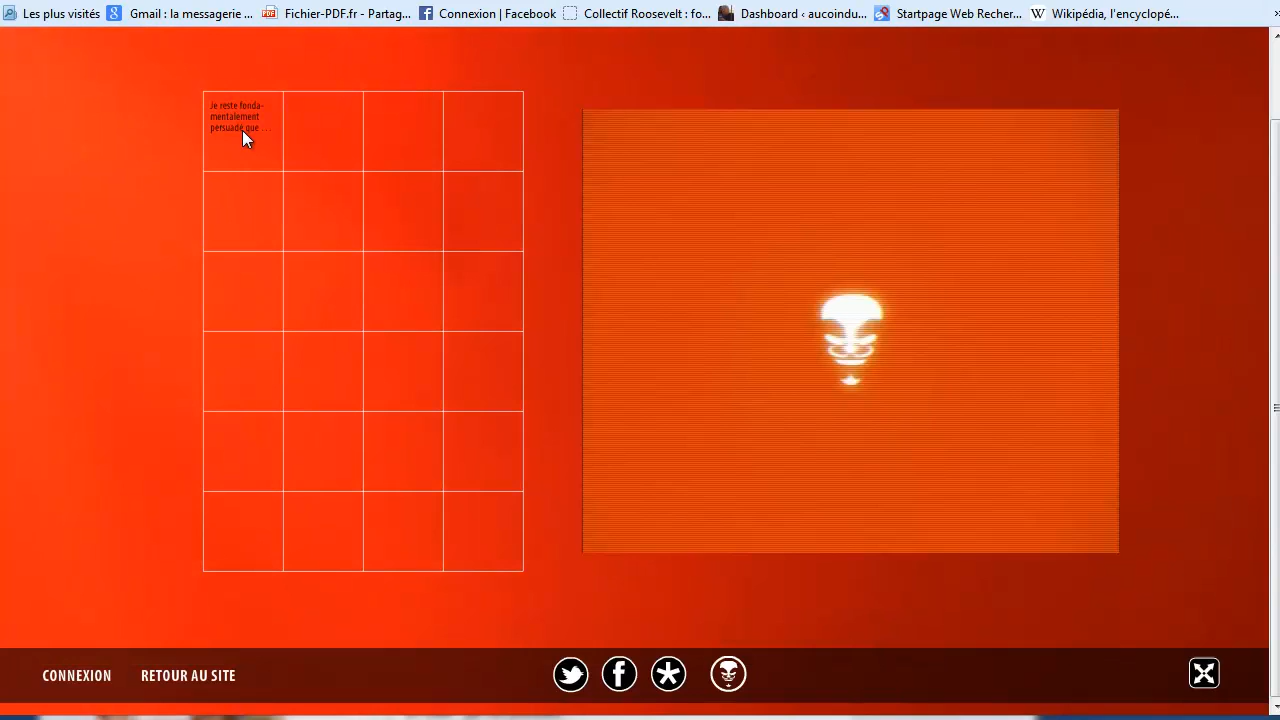 Les plus visités Gmail : la messagerie ... Fichier-PDF.fr - Partag... Connexion | Facebook Collectif Roosevelt : fo... Dashboard ‹ aucoindu... Startpage Web Recher... Wikipédia, l'encyclopé...
Je reste fonda-
mentalement
persuadé que ...
CONNEXION RETOUR AU SITE